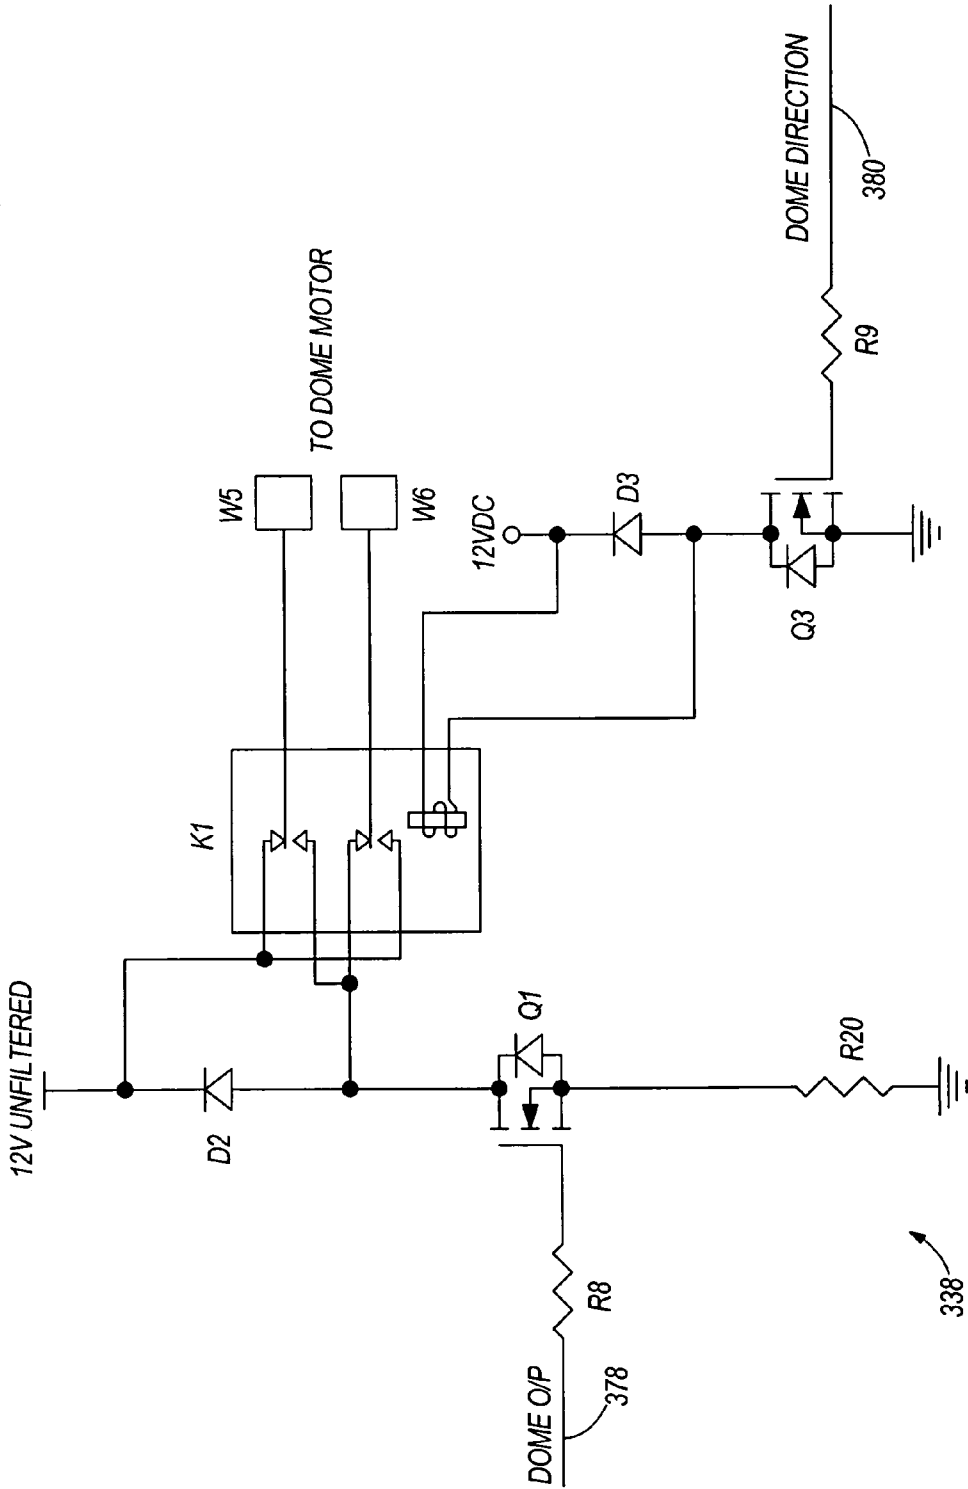 12V UNFILTERED
D2
K1
W5
W6
TO DOME MOTOR
12VDC
D3
DOME DIRECTION
380
R9
Q3
Q1
R20
R8
DOME O/P
378
338